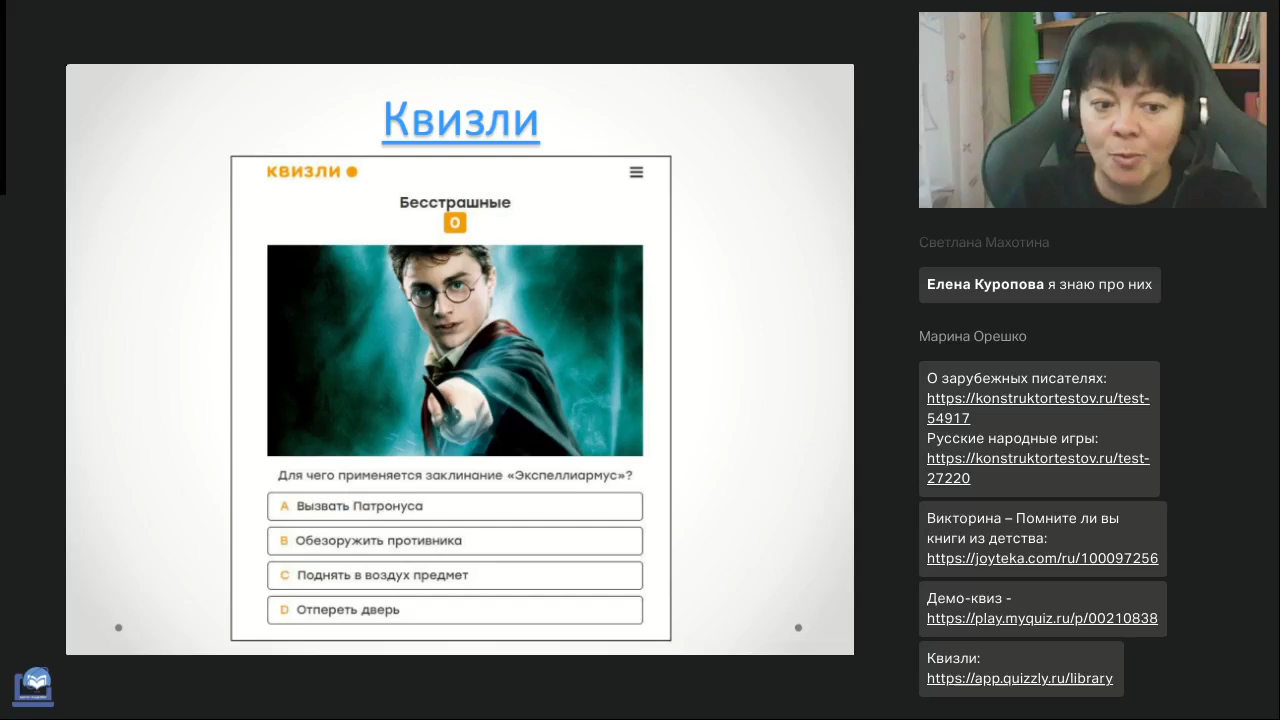 Квизли
КВИЗЛИ
Бесстрашные
0
Для чего применяется заклинание «Экспеллиармус»?
A Вызвать Патронуса
B Обезоружить противника
C Поднять в воздух предмет
D Отпереть дверь
Светлана Махотина
Елена Куропова я знаю про них
Марина Орешко
О зарубежных писателях:
https://konstruktortestov.ru/test-
54917
Русские народные игры:
https://konstruktortestov.ru/test-
27220
Викторина – Помните ли вы
книги из детства:
https://joyteka.com/ru/100097256
Демо-квиз -
https://play.myquiz.ru/p/00210838
Квизли:
https://app.quizzly.ru/library